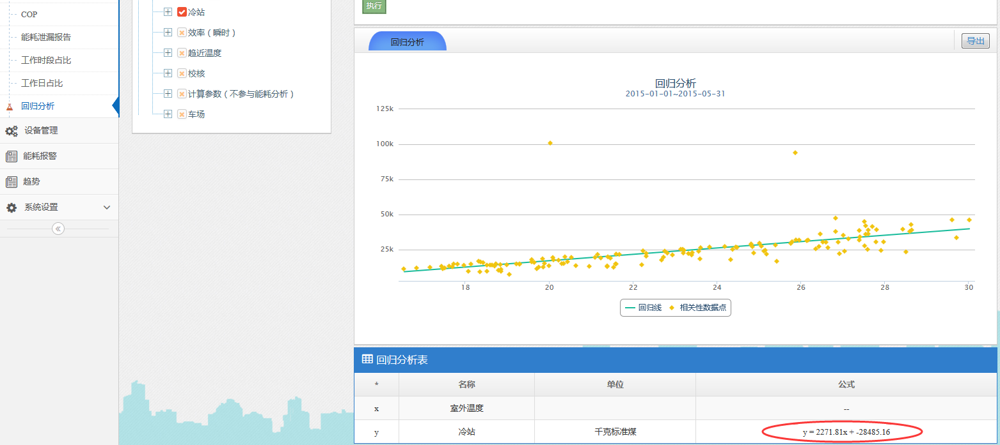 COP
能耗泄漏报告
工作时段占比
工作日占比
回归分析
设备管理
能耗报警
趋势
系统设置
冷站
效率（瞬时）
趋近温度
校核
计算参数（不参与能耗分析）
车场
执行
回归分析
导出
回归分析
2015-01-01~2015-05-31
125k
100k
75k
50k
25k
18 20 22 24 26 28 30
回归线 相关性数据点
回归分析表
* 名称 单位 公式
x 室外温度 --
y 冷站 千克标准煤 y = 2271.81x + -28485.16